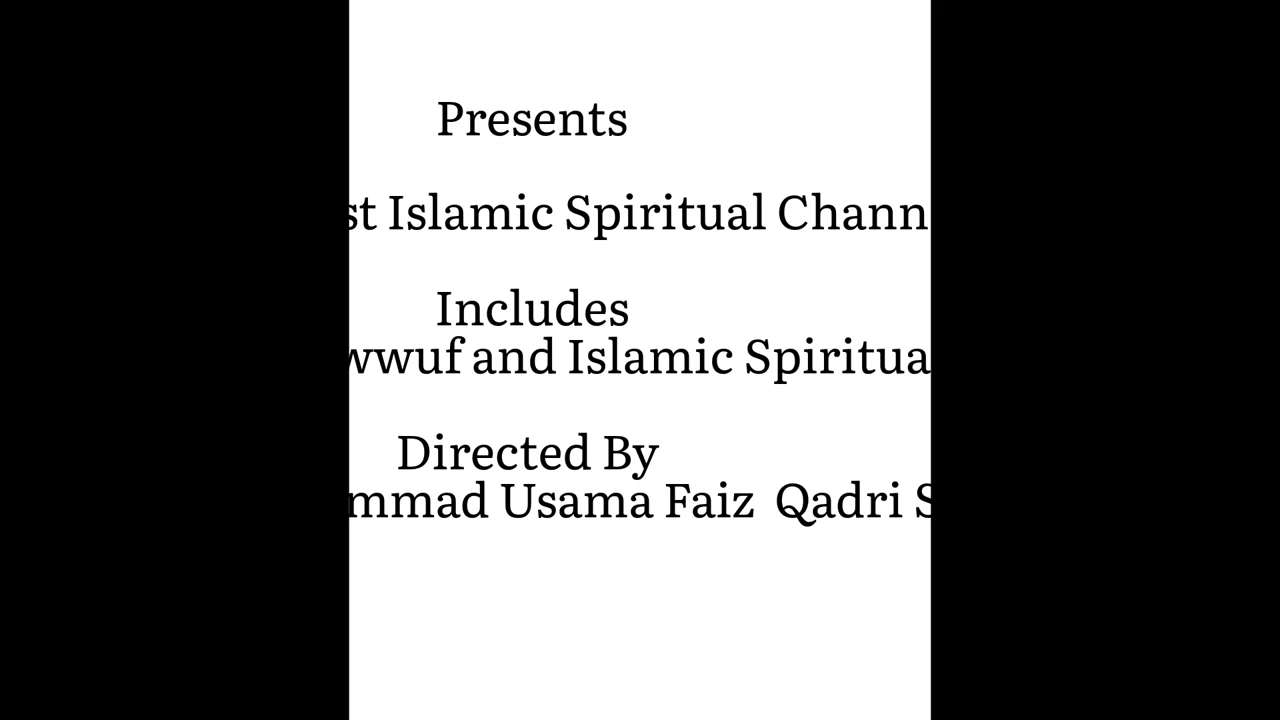 Presents
st Islamic Spiritual Chann
Includes
wwuf and Islamic Spiritua
Directed By
mmad Usama Faiz Qadri S